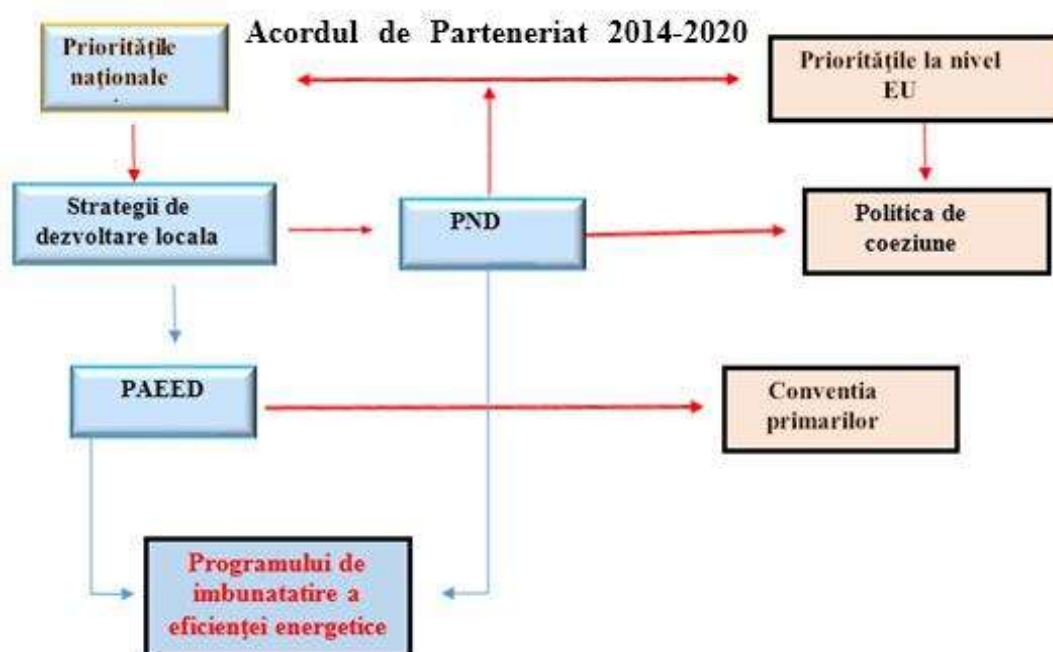 Acordul de Parteneriat 2014-2020
Prioritățile
naționale
.
Prioritățile la nivel
EU
Strategii de
dezvoltare locala
PND
Politica de
coeziune
PAEED
Conventia
primarilor
Programului de
imbunatatire a
eficienței energetice